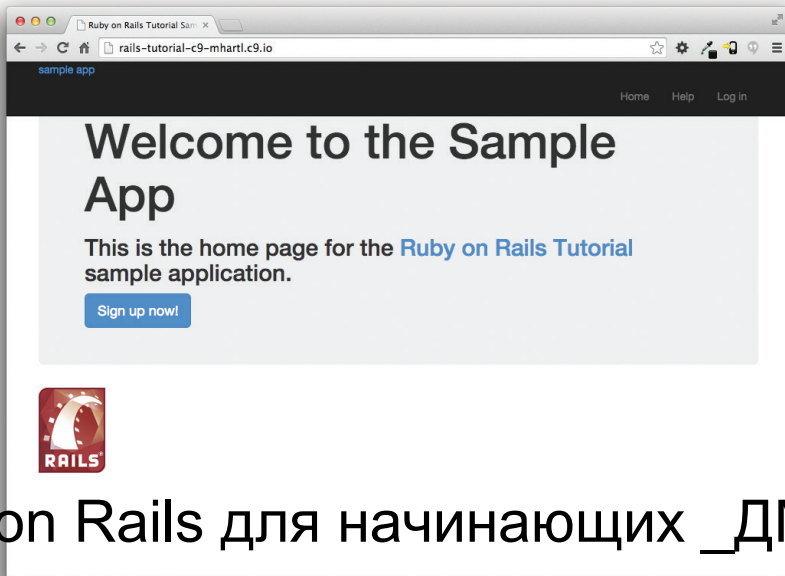 Ruby on Rails Tutorial Sam
rails-tutorial-c9-mhartl.c9.io
sample app
Home Help Log in
Welcome to the Sample
App
This is the home page for the Ruby on Rails Tutorial
sample application.
Sign up now!
RAILS
on Rails для начинающих